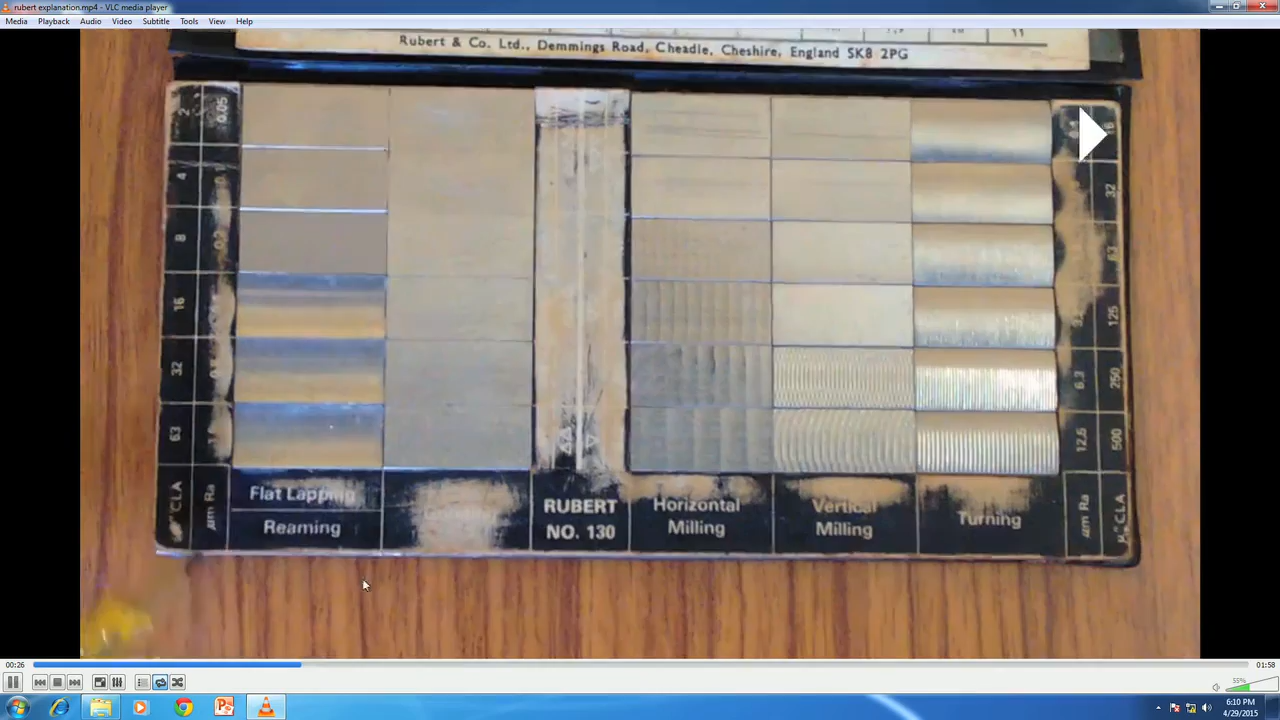 rubert explanation.mp4 - VLC media player
Media Playback Audio Video Subtitle Tools View Help
Rubert & Co. Ltd., Demmings Road, Cheadle, Cheshire, England SK8 2PG
2 0.05
4 0.1
8
16
32
63
µ" CLA
µm Ra
Flat Lapping
Reaming
RUBERT
NO. 130
Horizontal
Milling
Vertical
Milling
Turning
32
63
125
6.3 250
12.5 500
µm Ra
µ" CLA
00:26
01:58
55%
6:10 PM
4/29/2015